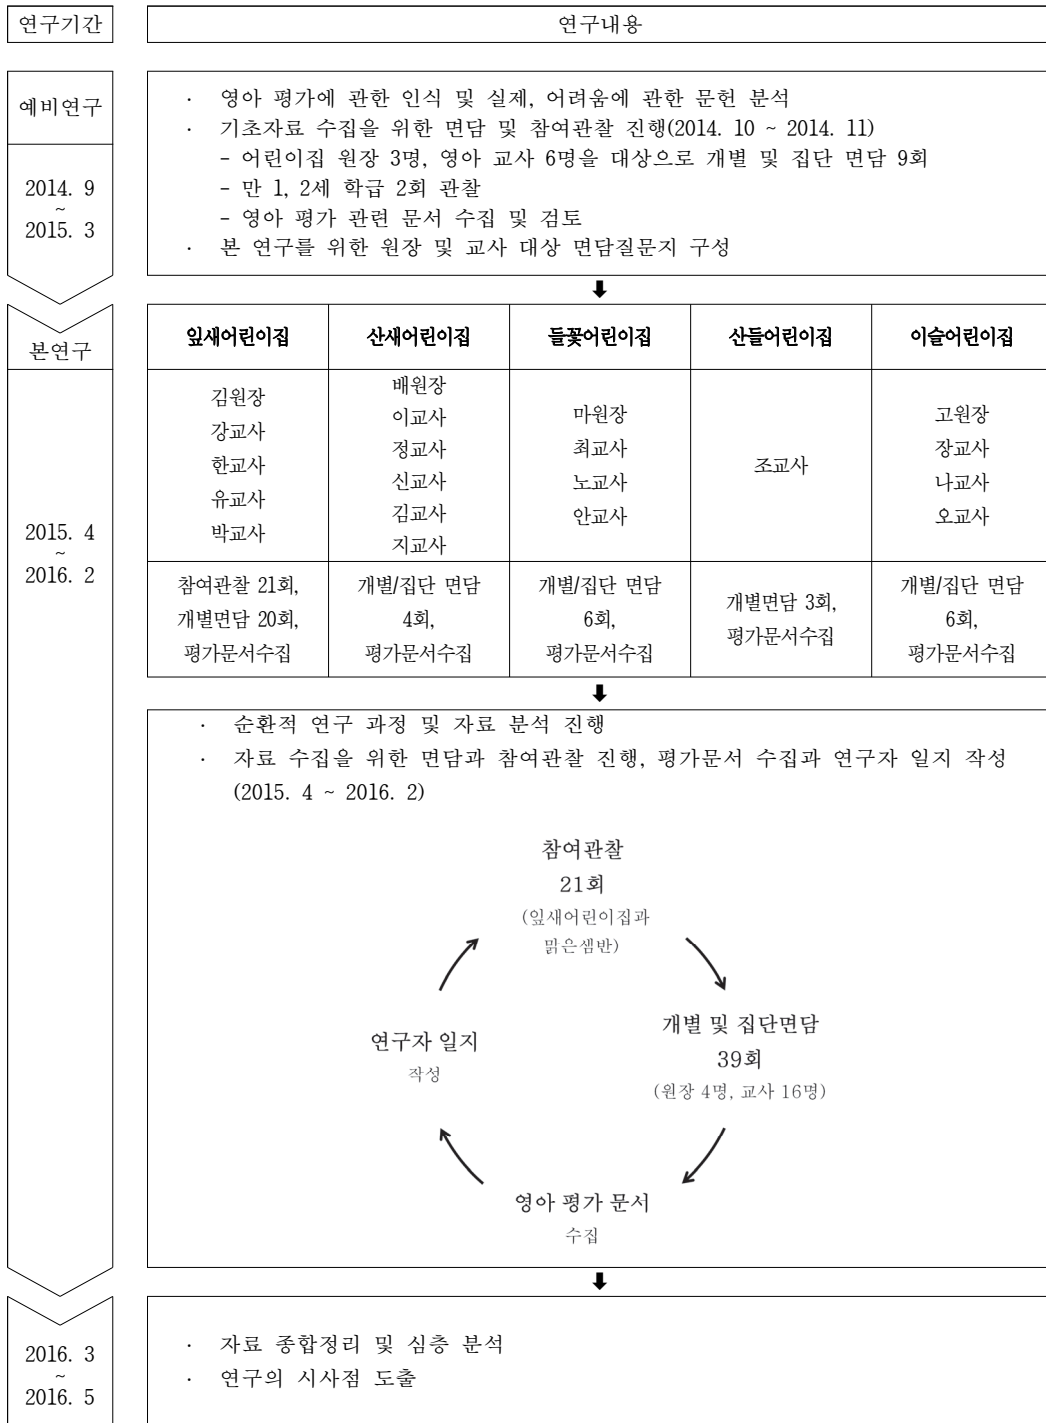 연구기간
연구내용
예비연구
2014. 9
~
2015. 3
· 영아 평가에 관한 인식 및 실제, 어려움에 관한 문헌 분석
· 기초자료 수집을 위한 면담 및 참여관찰 진행(2014. 10 ~ 2014. 11)
- 어린이집 원장 3명, 영아 교사 6명을 대상으로 개별 및 집단 면담 9회
- 만 1, 2세 학급 2회 관찰
- 영아 평가 관련 문서 수집 및 검토
· 본 연구를 위한 원장 및 교사 대상 면담질문지 구성
본연구
2015. 4
~
2016. 2
잎새어린이집
산새어린이집
들꽃어린이집
산들어린이집
이슬어린이집
김원장
강교사
한교사
유교사
박교사
배원장
이교사
정교사
신교사
김교사
지교사
마원장
최교사
노교사
안교사
조교사
고원장
장교사
나교사
오교사
참여관찰 21회,
개별면담 20회,
평가문서수집
개별/집단 면담
4회,
평가문서수집
개별/집단 면담
6회,
평가문서수집
개별면담 3회,
평가문서수집
개별/집단 면담
6회,
평가문서수집
· 순환적 연구 과정 및 자료 분석 진행
· 자료 수집을 위한 면담과 참여관찰 진행, 평가문서 수집과 연구자 일지 작성
(2015. 4 ~ 2016. 2)
참여관찰
21회
(잎새어린이집과
맑은샘반)
개별 및 집단면담
39회
(원장 4명, 교사 16명)
영아 평가 문서
수집
연구자 일지
작성
2016. 3
~
2016. 5
· 자료 종합정리 및 심층 분석
· 연구의 시사점 도출